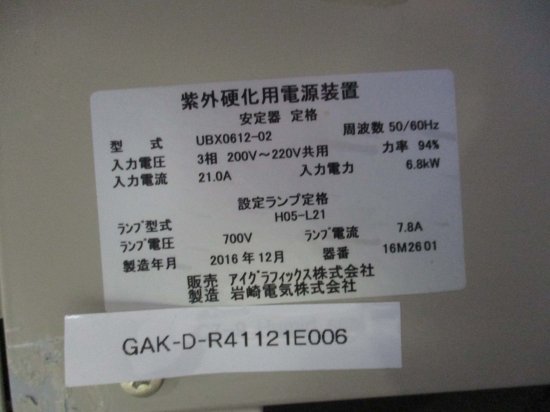 紫外硬化用電源装置
安定器 定格
型 式 UBX0612-02 周波数 50/60Hz
入力電圧 3相 200V～220V共用 力率 94%
入力電流 21.0A 入力電力 6.8kW
設定ランプ定格
ランプ型式 H05-L21
ランプ電圧 700V ランプ電流 7.8A
製造年月 2016年12月 器番 16M2601
販売 アイグラフィックス株式会社
製造 岩崎電気株式会社
GAK-D-R41121E006